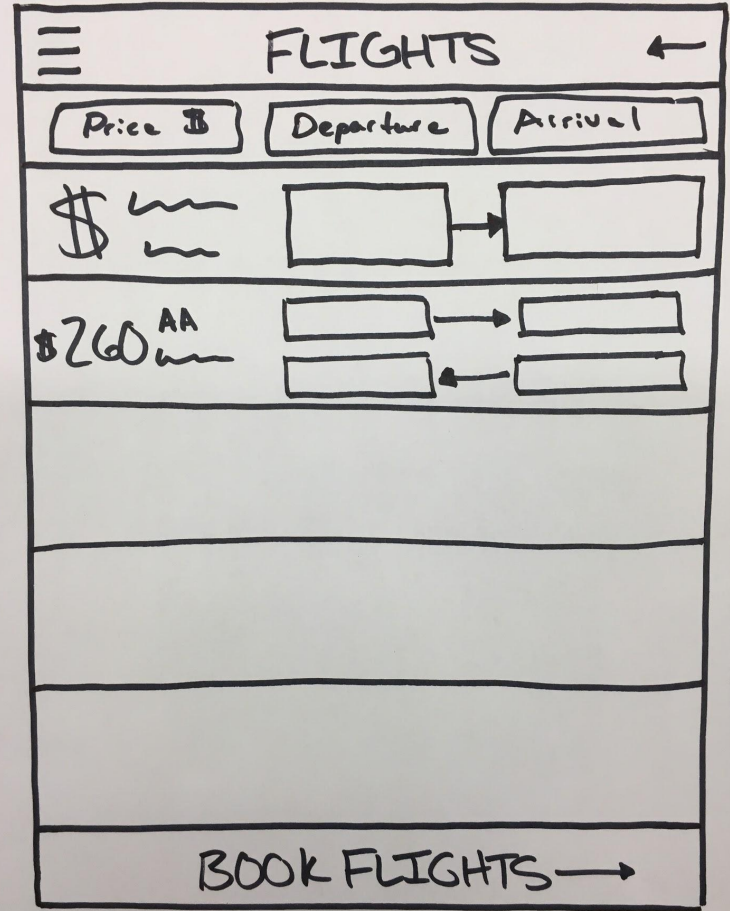 FLIGHTS
Price $ Departure Arrival
$
$260 AA
BOOK FLIGHTS